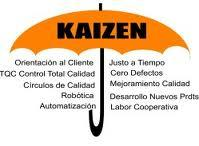 KAIZEN
Orientación al Cliente
TQC Control Total Calidad
Círculos de Calidad
Robótica
Automatización
Justo a Tiempo
Cero Defectos
Mejoramiento Calidad
Desarrollo Nuevos Prdts
Labor Cooperativa